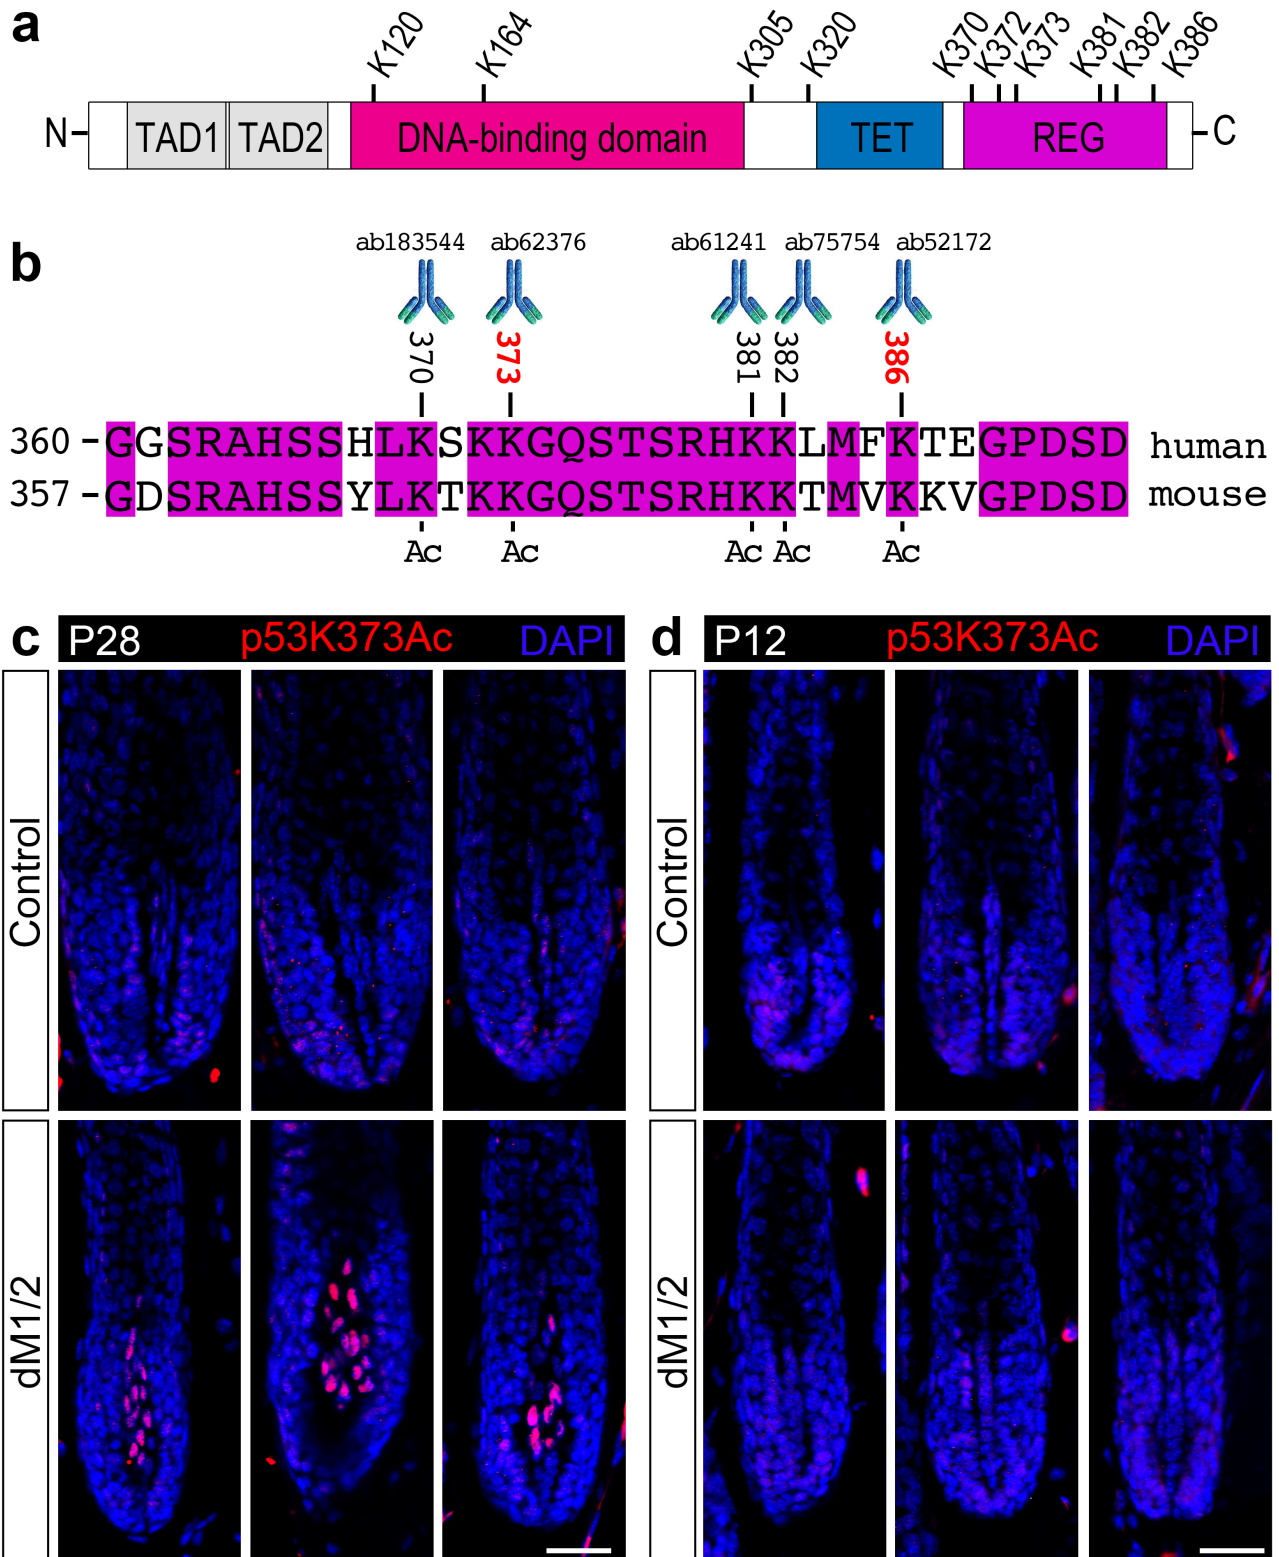 a
K120 K164 K305 K320 K370 K372 K373 K381 K382 K386
N TAD1 TAD2 DNA-binding domain TET REG C
b
ab183544 ab62376 ab61241 ab75754 ab52172
370 373 381 382 386
360 GGSRAHSSHLKSKKGQSTSRHKKLMFKTEGPDSD human
357 GDSRAHSSYLKTKKGQSTSRHKKTMVKKVGPDSD mouse
Ac Ac Ac Ac Ac
c P28 p53K373Ac DAPI
Control
dM1/2
d P12 p53K373Ac DAPI
Control
dM1/2